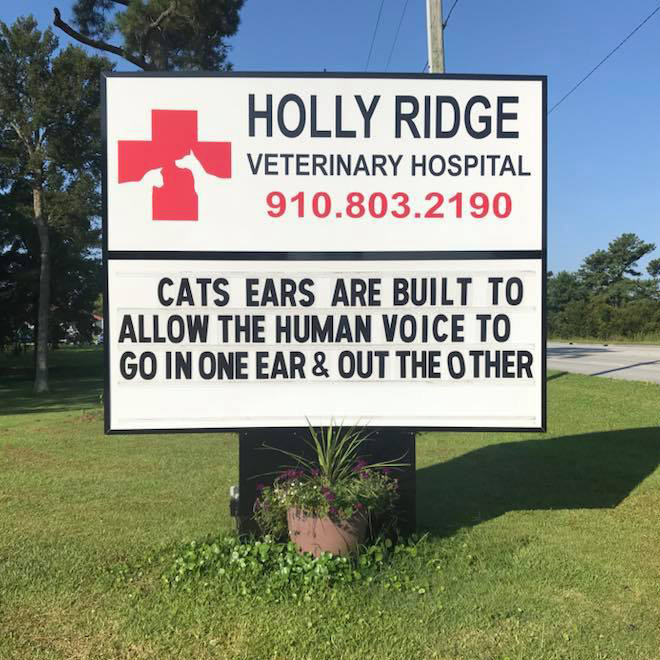 HOLLY RIDGE
VETERINARY HOSPITAL
910.803.2190
CATS EARS ARE BUILT TO
ALLOW THE HUMAN VOICE TO
GO IN ONE EAR & OUT THE OTHER